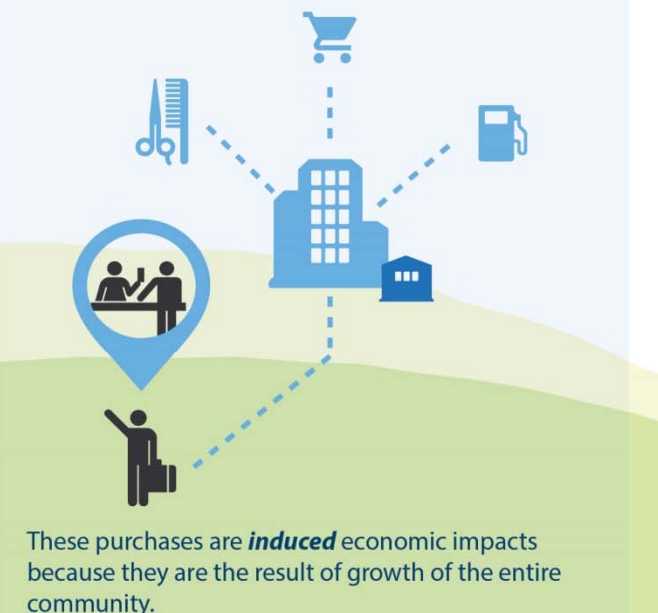 These purchases are induced economic impacts
because they are the result of growth of the entire
community.